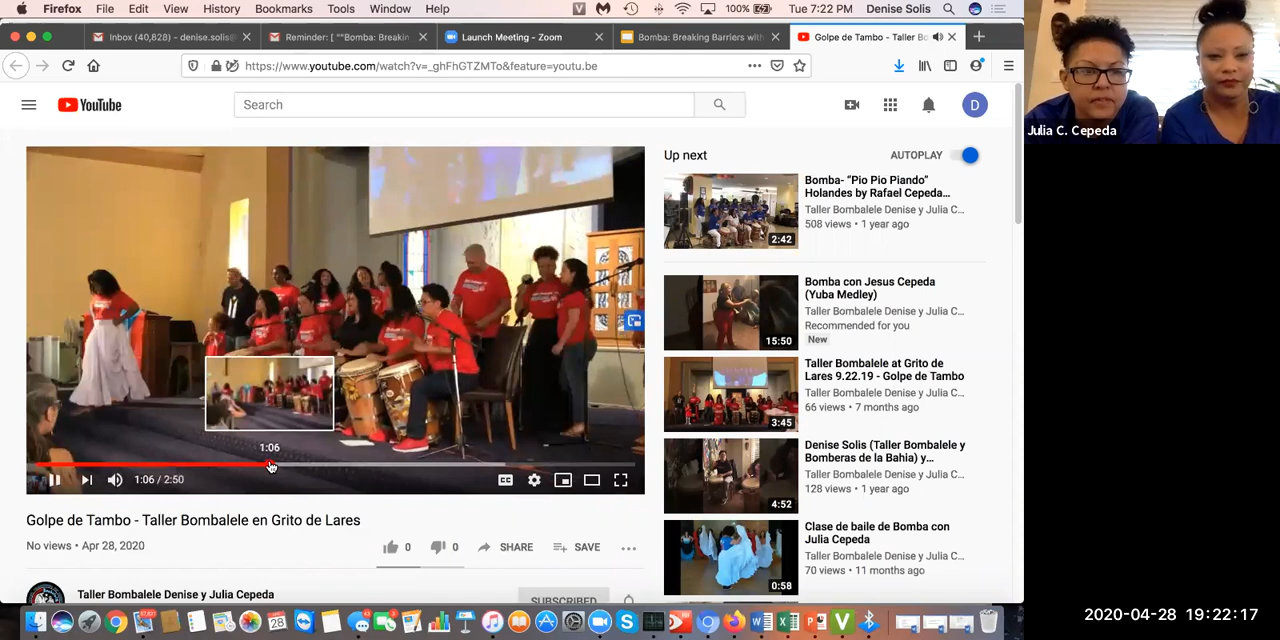 Firefox File Edit View History Bookmarks Tools Window Help 100% Tue 7:22 PM Denise Solis
Inbox (40,828) - denise.solis@ Reminder: [ **Bomba: Breakin Launch Meeting - Zoom Bomba: Breaking Barriers with Golpe de Tambo - Taller Bo
https://www.youtube.com/watch?v=_ghFhGTZMTo&feature=youtu.be
YouTube
Search
D
Julia C. Cepeda
Up next
AUTOPLAY
Bomba- “Pio Pio Piando”
Holandes by Rafael Cepeda...
Taller Bombalele Denise y Julia C...
508 views • 1 year ago
2:42
Bomba con Jesus Cepeda
(Yuba Medley)
Taller Bombalele Denise y Julia C...
Recommended for you
New
15:50
Taller Bombalele at Grito de
Lares 9.22.19 - Golpe de Tambo
Taller Bombalele Denise y Julia C...
66 views • 7 months ago
3:45
Denise Solis (Taller Bombalele y
Bomberas de la Bahia) y...
Taller Bombalele Denise y Julia C...
128 views • 1 year ago
4:52
Clase de baile de Bomba con
Julia Cepeda
Taller Bombalele Denise y Julia C...
70 views • 11 months ago
0:58
1:06
1:06 / 2:50
CC
Golpe de Tambo - Taller Bombalele en Grito de Lares
No views • Apr 28, 2020
0 0 SHARE SAVE
Taller Bombalele Denise y Julia Cepeda
SUBSCRIBED
2020-04-28 19:22:17